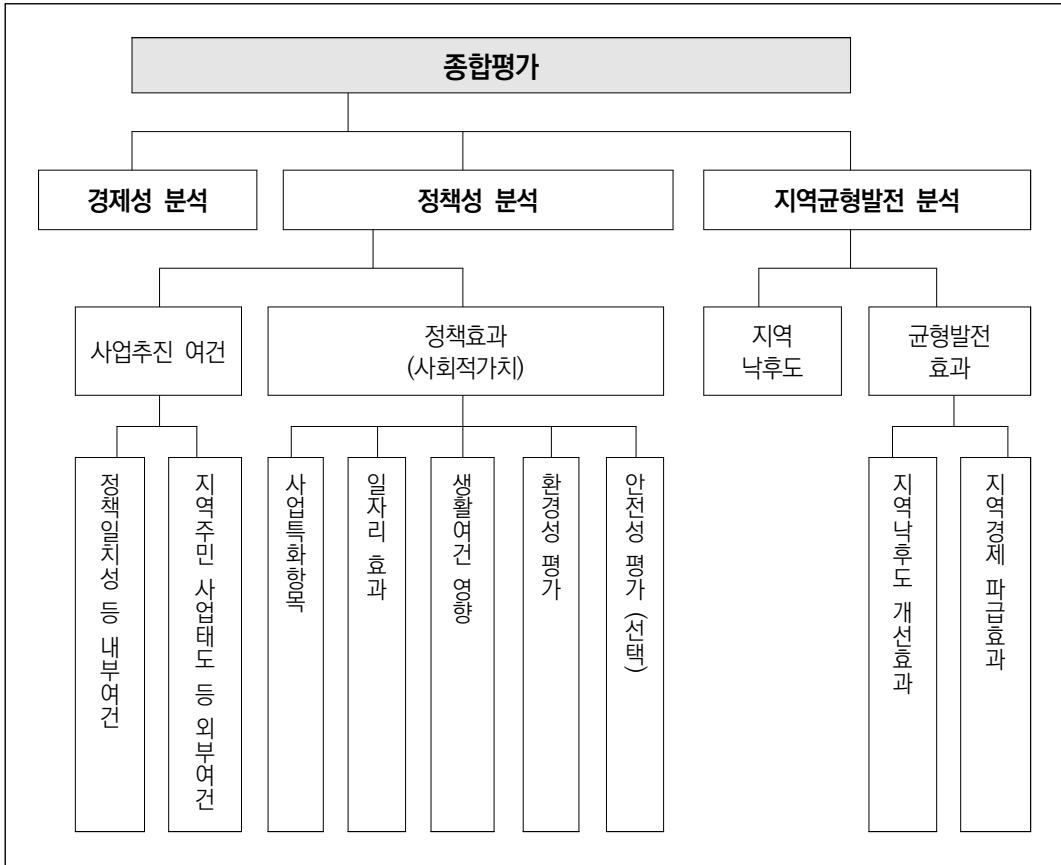 종합평가
경제성 분석
정책성 분석
지역균형발전 분석
사업추진 여건
정책효과
(사회적가치)
지역
낙후도
균형발전
효과
정책일치성 등 내부여건
지역주민 사업태도 등 외부여건
사업특화항목
일자리 효과
생활여건 영향
환경성 평가
안전성 평가 (선택)
지역낙후도 개선효과
지역경제 파급효과